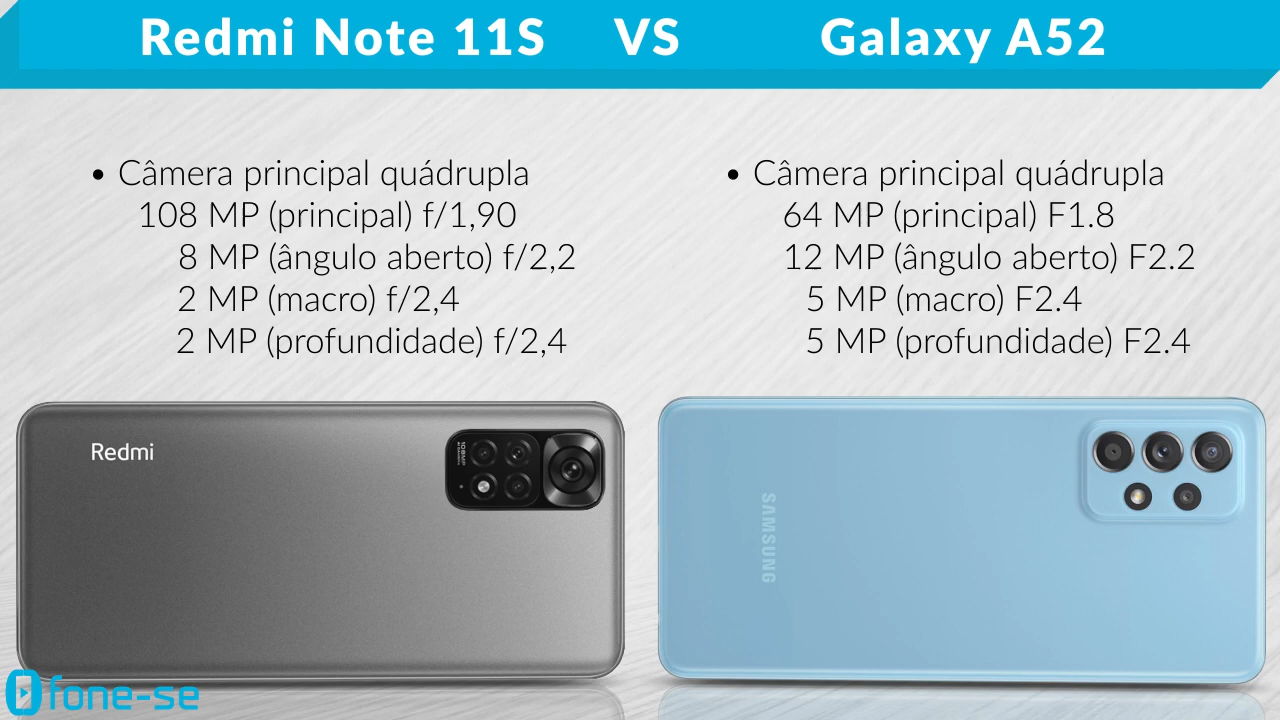 Redmi Note 11S VS Galaxy A52
• Câmera principal quádrupla
108 MP (principal) f/1,90
8 MP (ângulo aberto) f/2,2
2 MP (macro) f/2,4
2 MP (profundidade) f/2,4
• Câmera principal quádrupla
64 MP (principal) F1.8
12 MP (ângulo aberto) F2.2
5 MP (macro) F2.4
5 MP (profundidade) F2.4
Redmi
108MP
SAMSUNG
fone-se